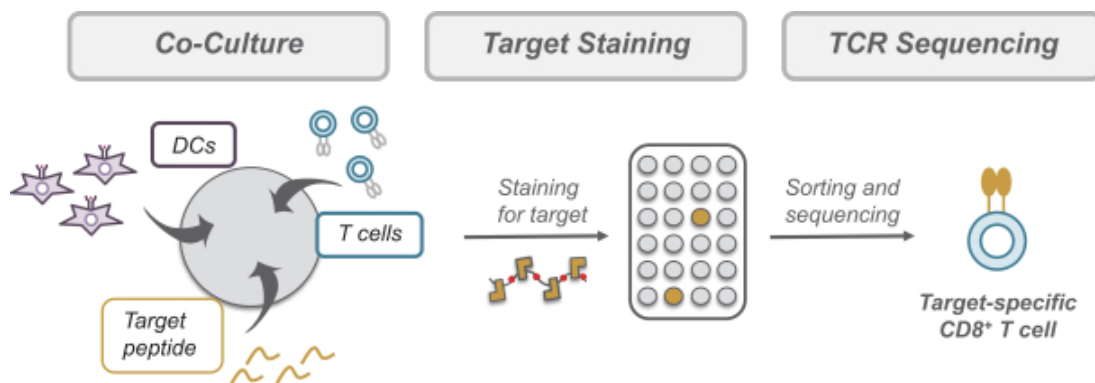 Co-Culture
Target Staining
TCR Sequencing
DCs
T cells
Target
peptide
Staining
for target
Sorting and
sequencing
Target-specific
CD8⁺ T cell